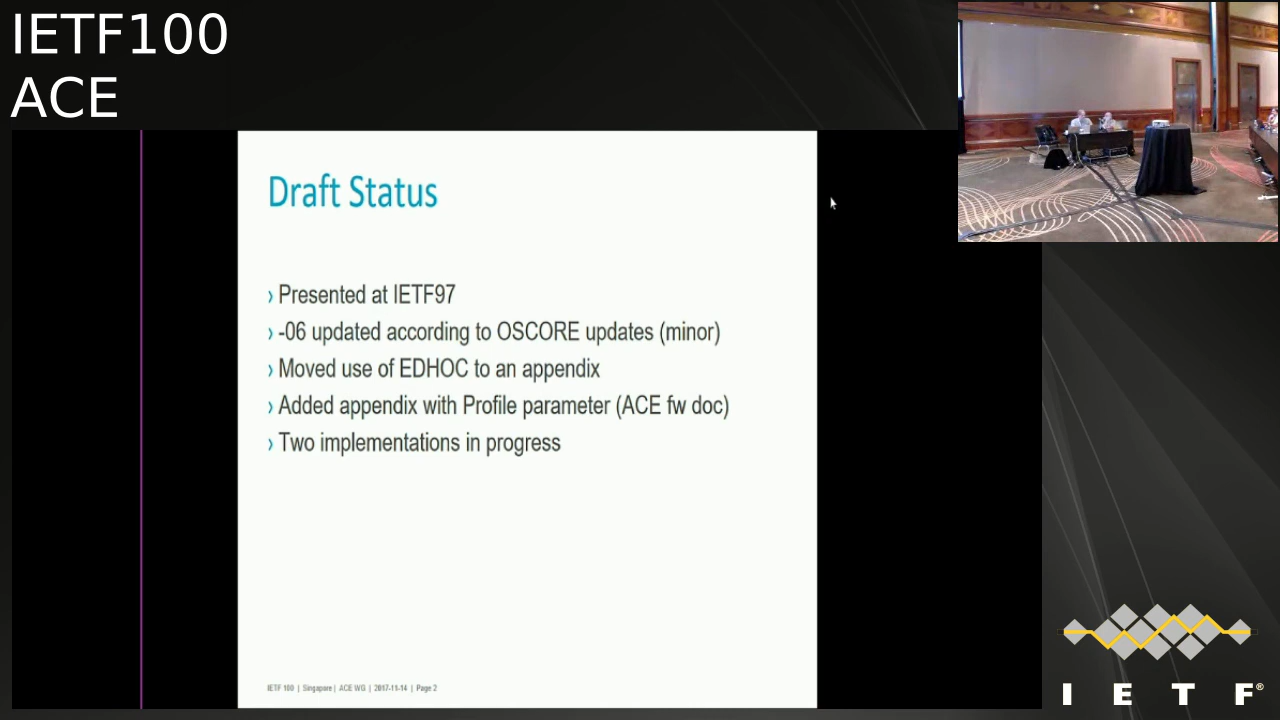 IETF100
ACE
Draft Status
› Presented at IETF97
› -06 updated according to OSCORE updates (minor)
› Moved use of EDHOC to an appendix
› Added appendix with Profile parameter (ACE fw doc)
› Two implementations in progress
IETF 100 | Singapore | ACE WG | 2017-11-14 | Page 2
I E T F®